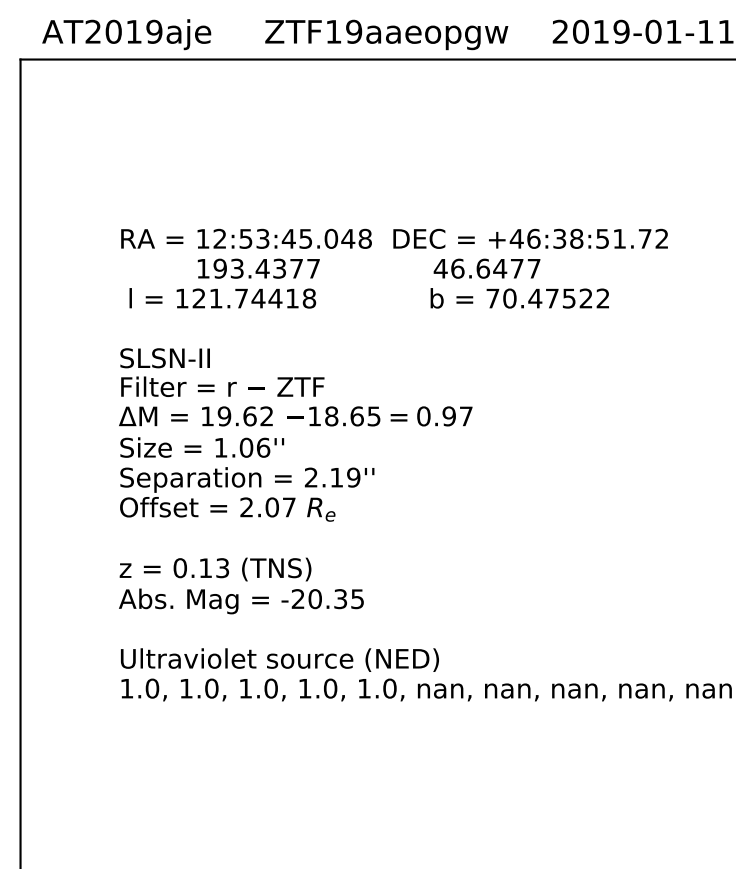 AT2019aje ZTF19aaeopgw 2019-01-11
RA = 12:53:45.048 DEC = +46:38:51.72
193.4377 46.6477
l = 121.74418 b = 70.47522
SLSN-II
Filter = r − ZTF
ΔM = 19.62 −18.65 = 0.97
Size = 1.06''
Separation = 2.19''
Offset = 2.07 Re
z = 0.13 (TNS)
Abs. Mag = -20.35
Ultraviolet source (NED)
1.0, 1.0, 1.0, 1.0, 1.0, nan, nan, nan, nan, nan